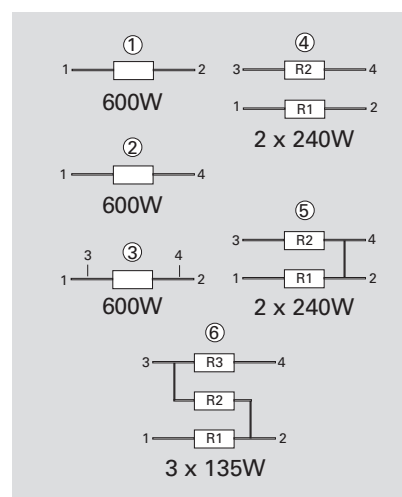 ①
1 2
600W
②
1 4
600W
③
3 4
1 2
600W
④
3 R2 4
1 R1 2
2 x 240W
⑤
3 R2 4
1 R1 2
2 x 240W
⑥
3 R3 4
R2
1 R1 2
3 x 135W